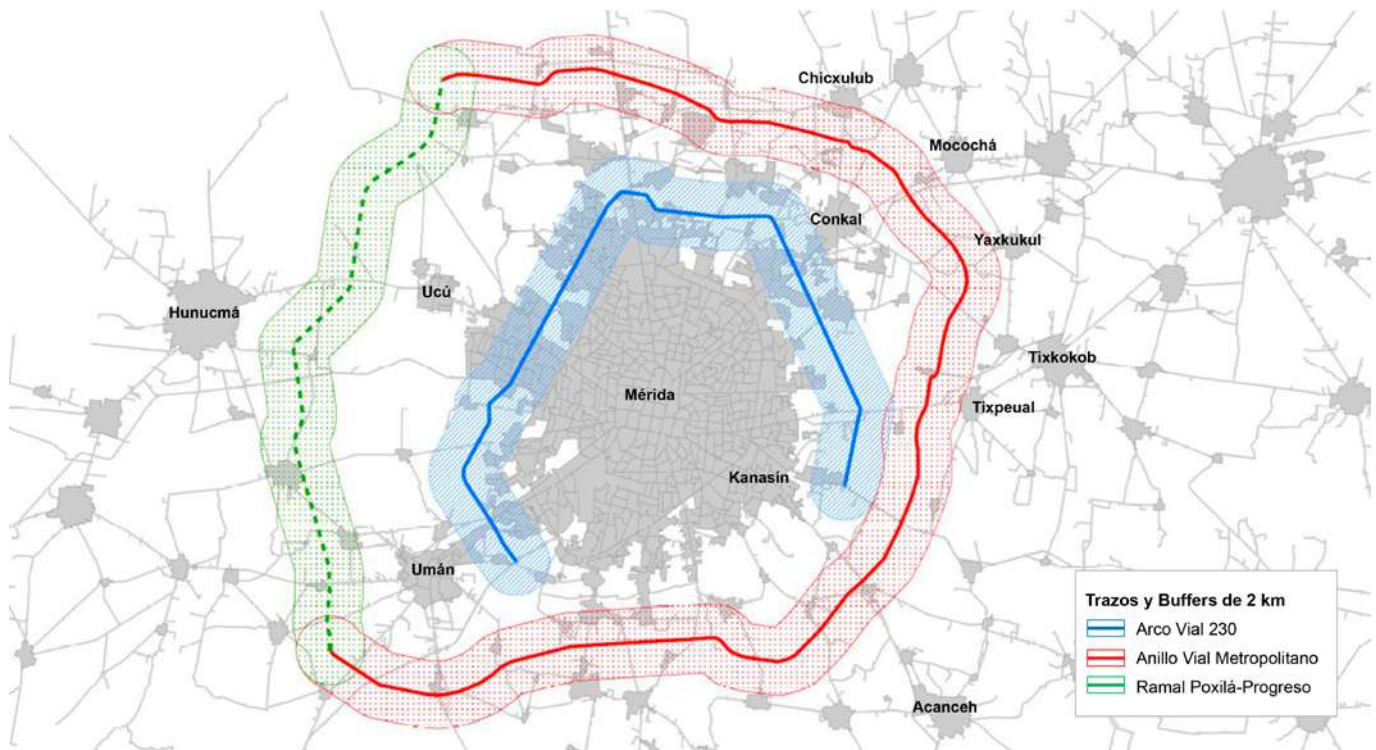 Chicxulub
Mocochá
Conkal
Yaxkukul
Ucú
Hunucmá
Tixkokob
Mérida
Tixpeual
Kanasín
Umán
Acanceh
Trazos y Buffers de 2 km
Arco Vial 230
Anillo Vial Metropolitano
Ramal Poxilá-Progreso